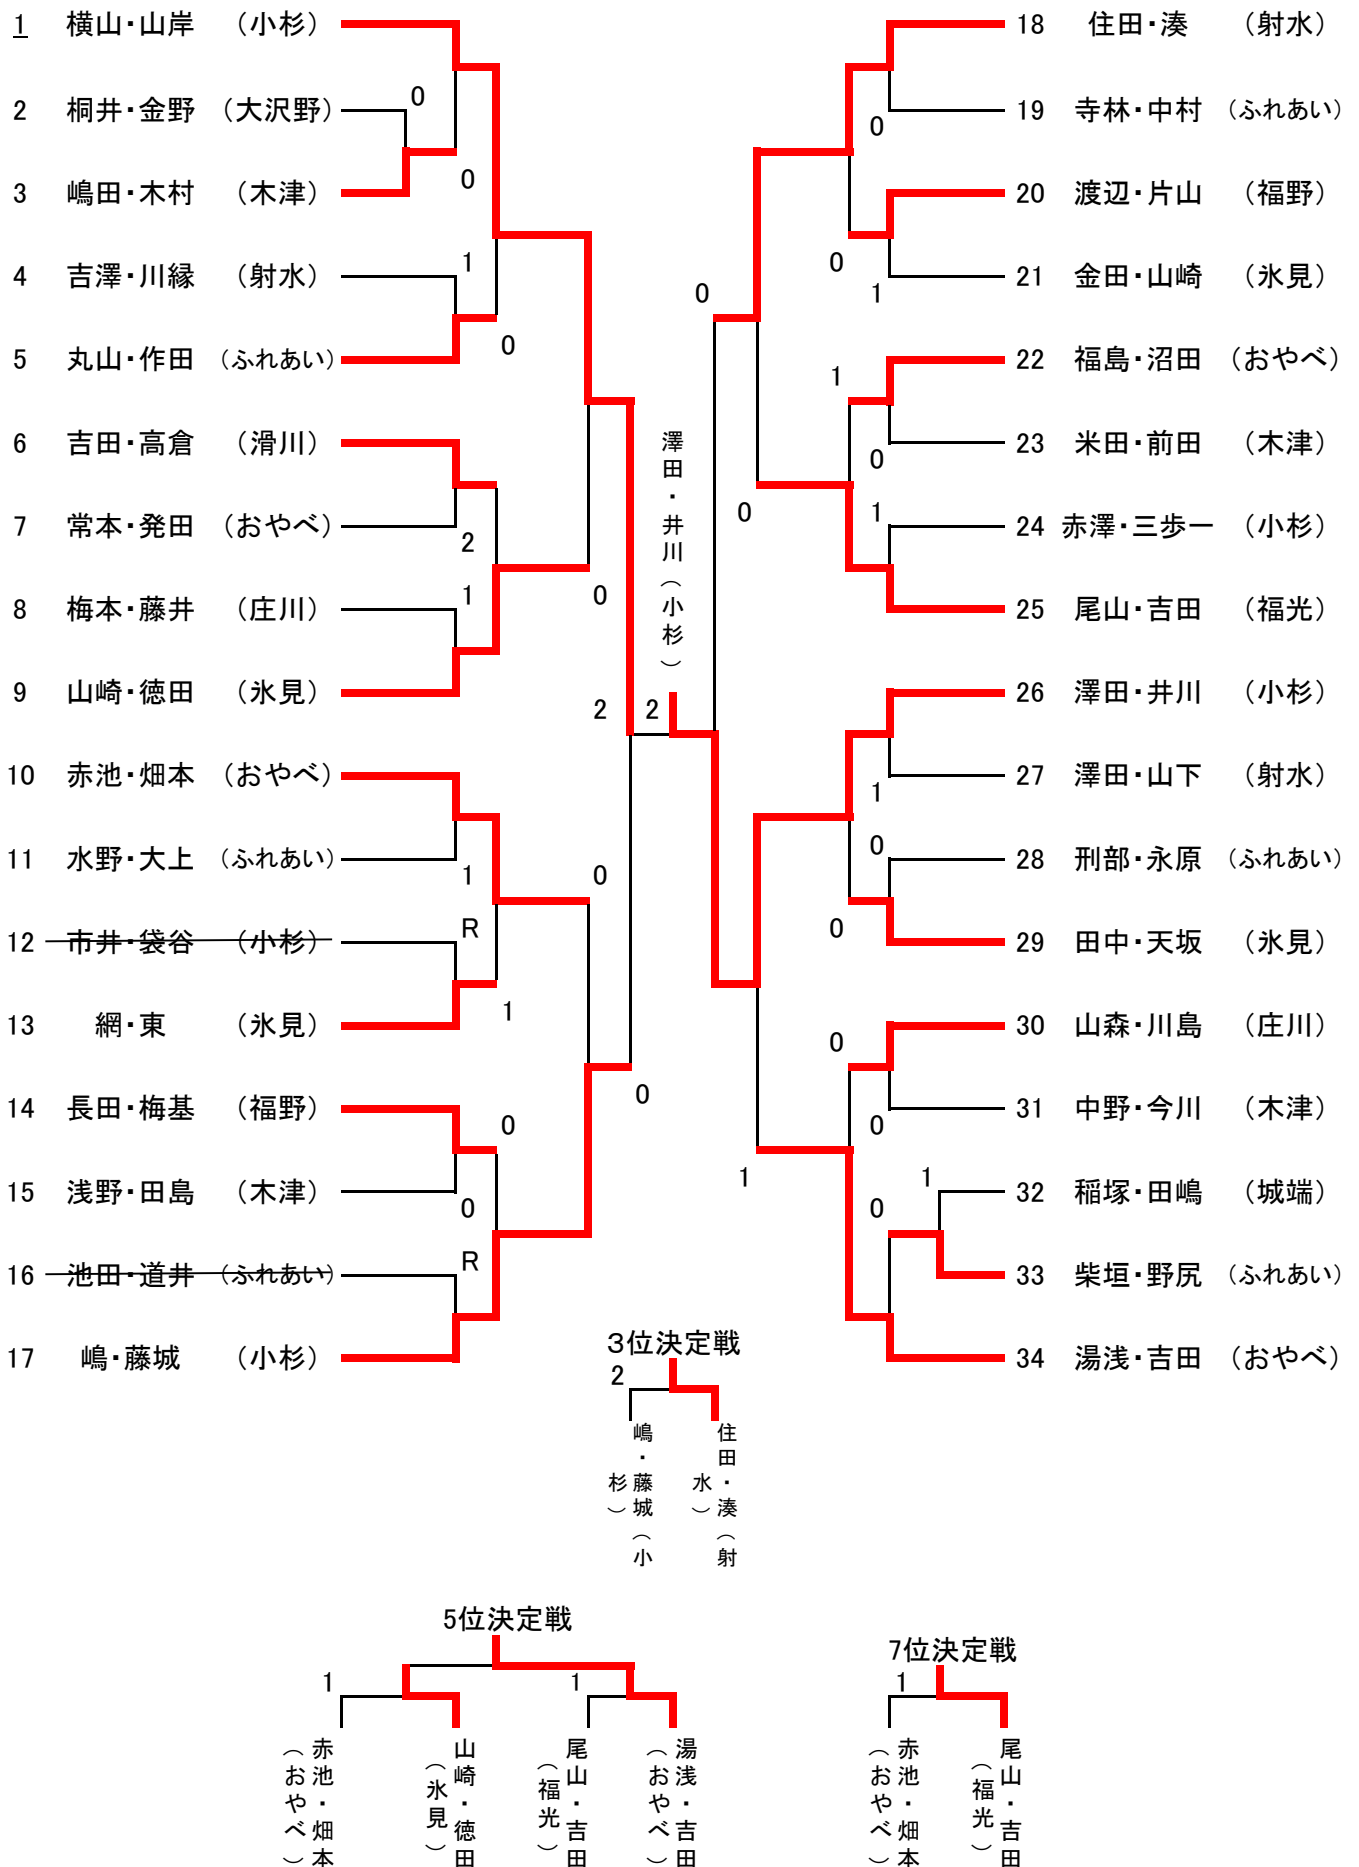 1 横山・山岸 （小杉）
2 桐井・金野 （大沢野）
3 嶋田・木村 （木津）
4 吉澤・川縁 （射水）
5 丸山・作田 （ふれあい）
6 吉田・高倉 （滑川）
7 常本・発田 （おやべ）
8 梅本・藤井 （庄川）
9 山崎・徳田 （氷見）
10 赤池・畑本 （おやべ）
11 水野・大上 （ふれあい）
12 市井・袋谷 （小杉）
13 網・東 （氷見）
14 長田・梅基 （福野）
15 浅野・田島 （木津）
16 池田・道井 （ふれあい）
17 嶋・藤城 （小杉）
0
0
1
0
2
1
0
2
1
R
0
1
0
0
R
0
澤田・井川（小杉）
2
0
0
1
18 住田・湊 （射水）
19 寺林・中村 （ふれあい）
20 渡辺・片山 （福野）
21 金田・山崎 （氷見）
22 福島・沼田 （おやべ）
23 米田・前田 （木津）
24 赤澤・三歩一 （小杉）
25 尾山・吉田 （福光）
26 澤田・井川 （小杉）
27 澤田・山下 （射水）
28 刑部・永原 （ふれあい）
29 田中・天坂 （氷見）
30 山森・川島 （庄川）
31 中野・今川 （木津）
32 稲塚・田嶋 （城端）
33 柴垣・野尻 （ふれあい）
34 湯浅・吉田 （おやべ）
0
0
1
1
0
1
1
0
0
0
0
1
0
3位決定戦
2
嶋・藤城（小
杉）
住田・湊（射
水）
5位決定戦
1
1
赤池・畑本
（おやべ）
山崎・徳田
（氷見）
尾山・吉田
（福光）
湯浅・吉田
（おやべ）
7位決定戦
1
赤池・畑本
（おやべ）
尾山・吉田
（福光）